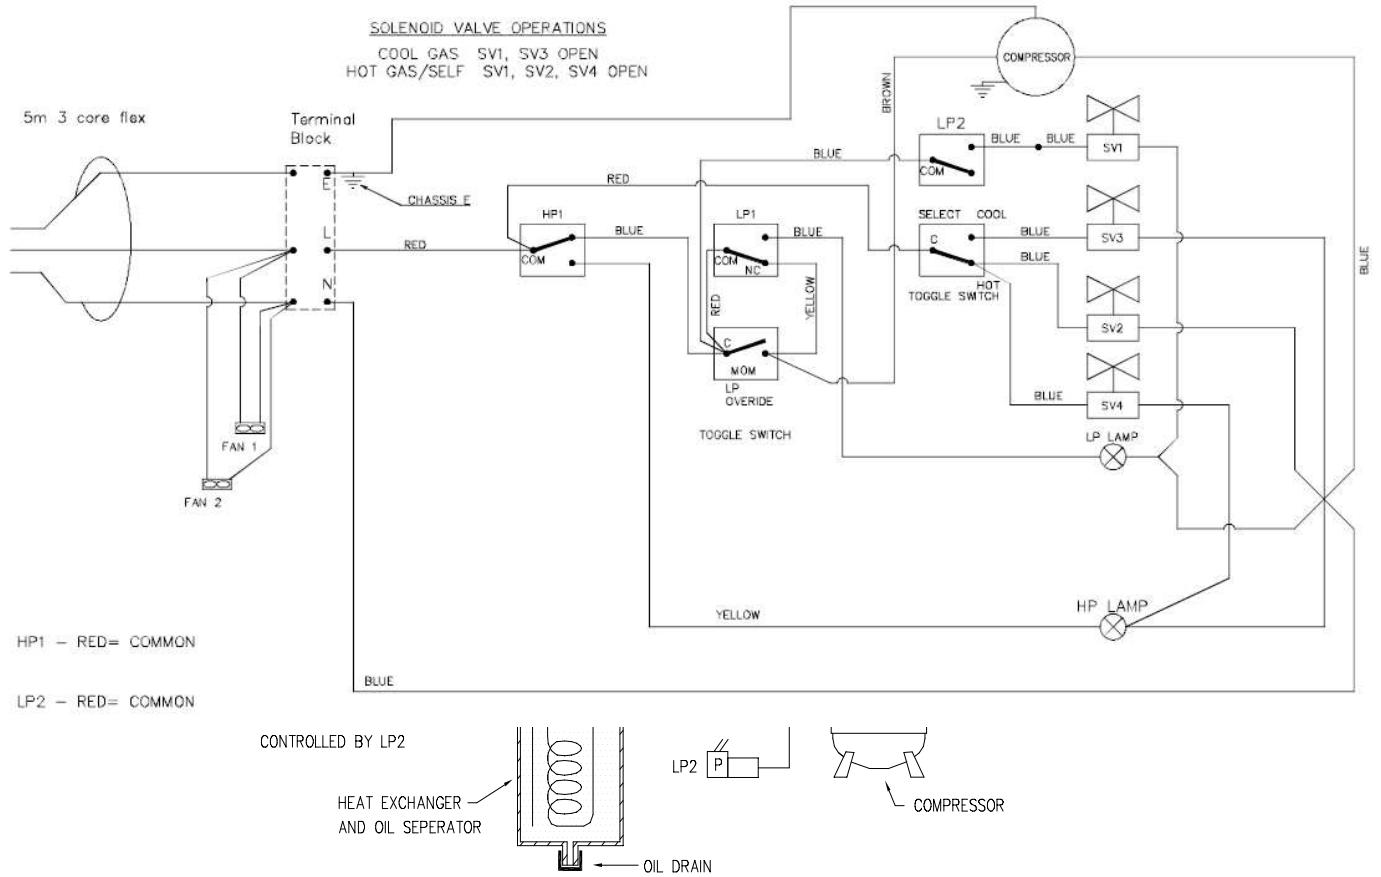 SOLENOID VALVE OPERATIONS
COOL GAS SV1, SV3 OPEN
HOT GAS/SELF SV1, SV2, SV4 OPEN
COMPRESSOR
BROWN
5m 3 core flex
Terminal
Block
LP2
BLUE
BLUE
SV1
BLUE
COM
E
RED
CHASSIS E
HP1
LP1
SELECT COOL
L
RED
BLUE
BLUE
C
BLUE
SV3
COM
COM
NC
BLUE
BLUE
N
HOT
TOGGLE SWITCH
RED
YELLOW
SV2
C
MOM
LP
OVERIDE
BLUE
SV4
TOGGLE SWITCH
LP LAMP
FAN 1
FAN 2
YELLOW
HP LAMP
HP1 - RED= COMMON
BLUE
LP2 - RED= COMMON
CONTROLLED BY LP2
LP2
P
HEAT EXCHANGER
AND OIL SEPERATOR
COMPRESSOR
OIL DRAIN